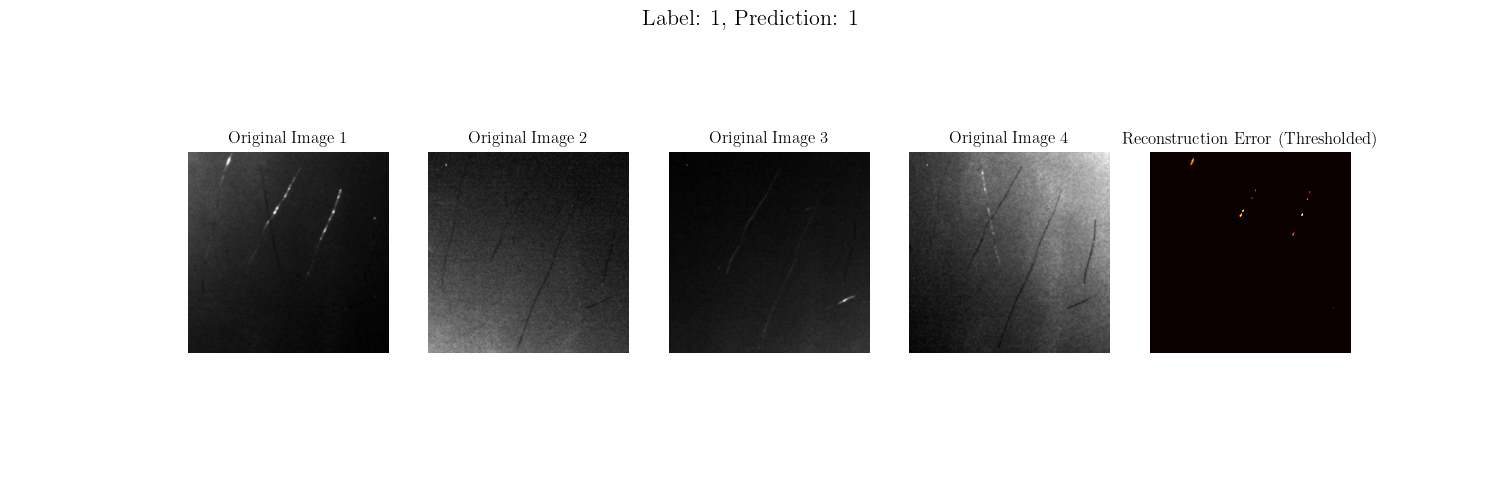 Label: 1, Prediction: 1
Original Image 1
Original Image 2
Original Image 3
Original Image 4
Reconstruction Error (Thresholded)